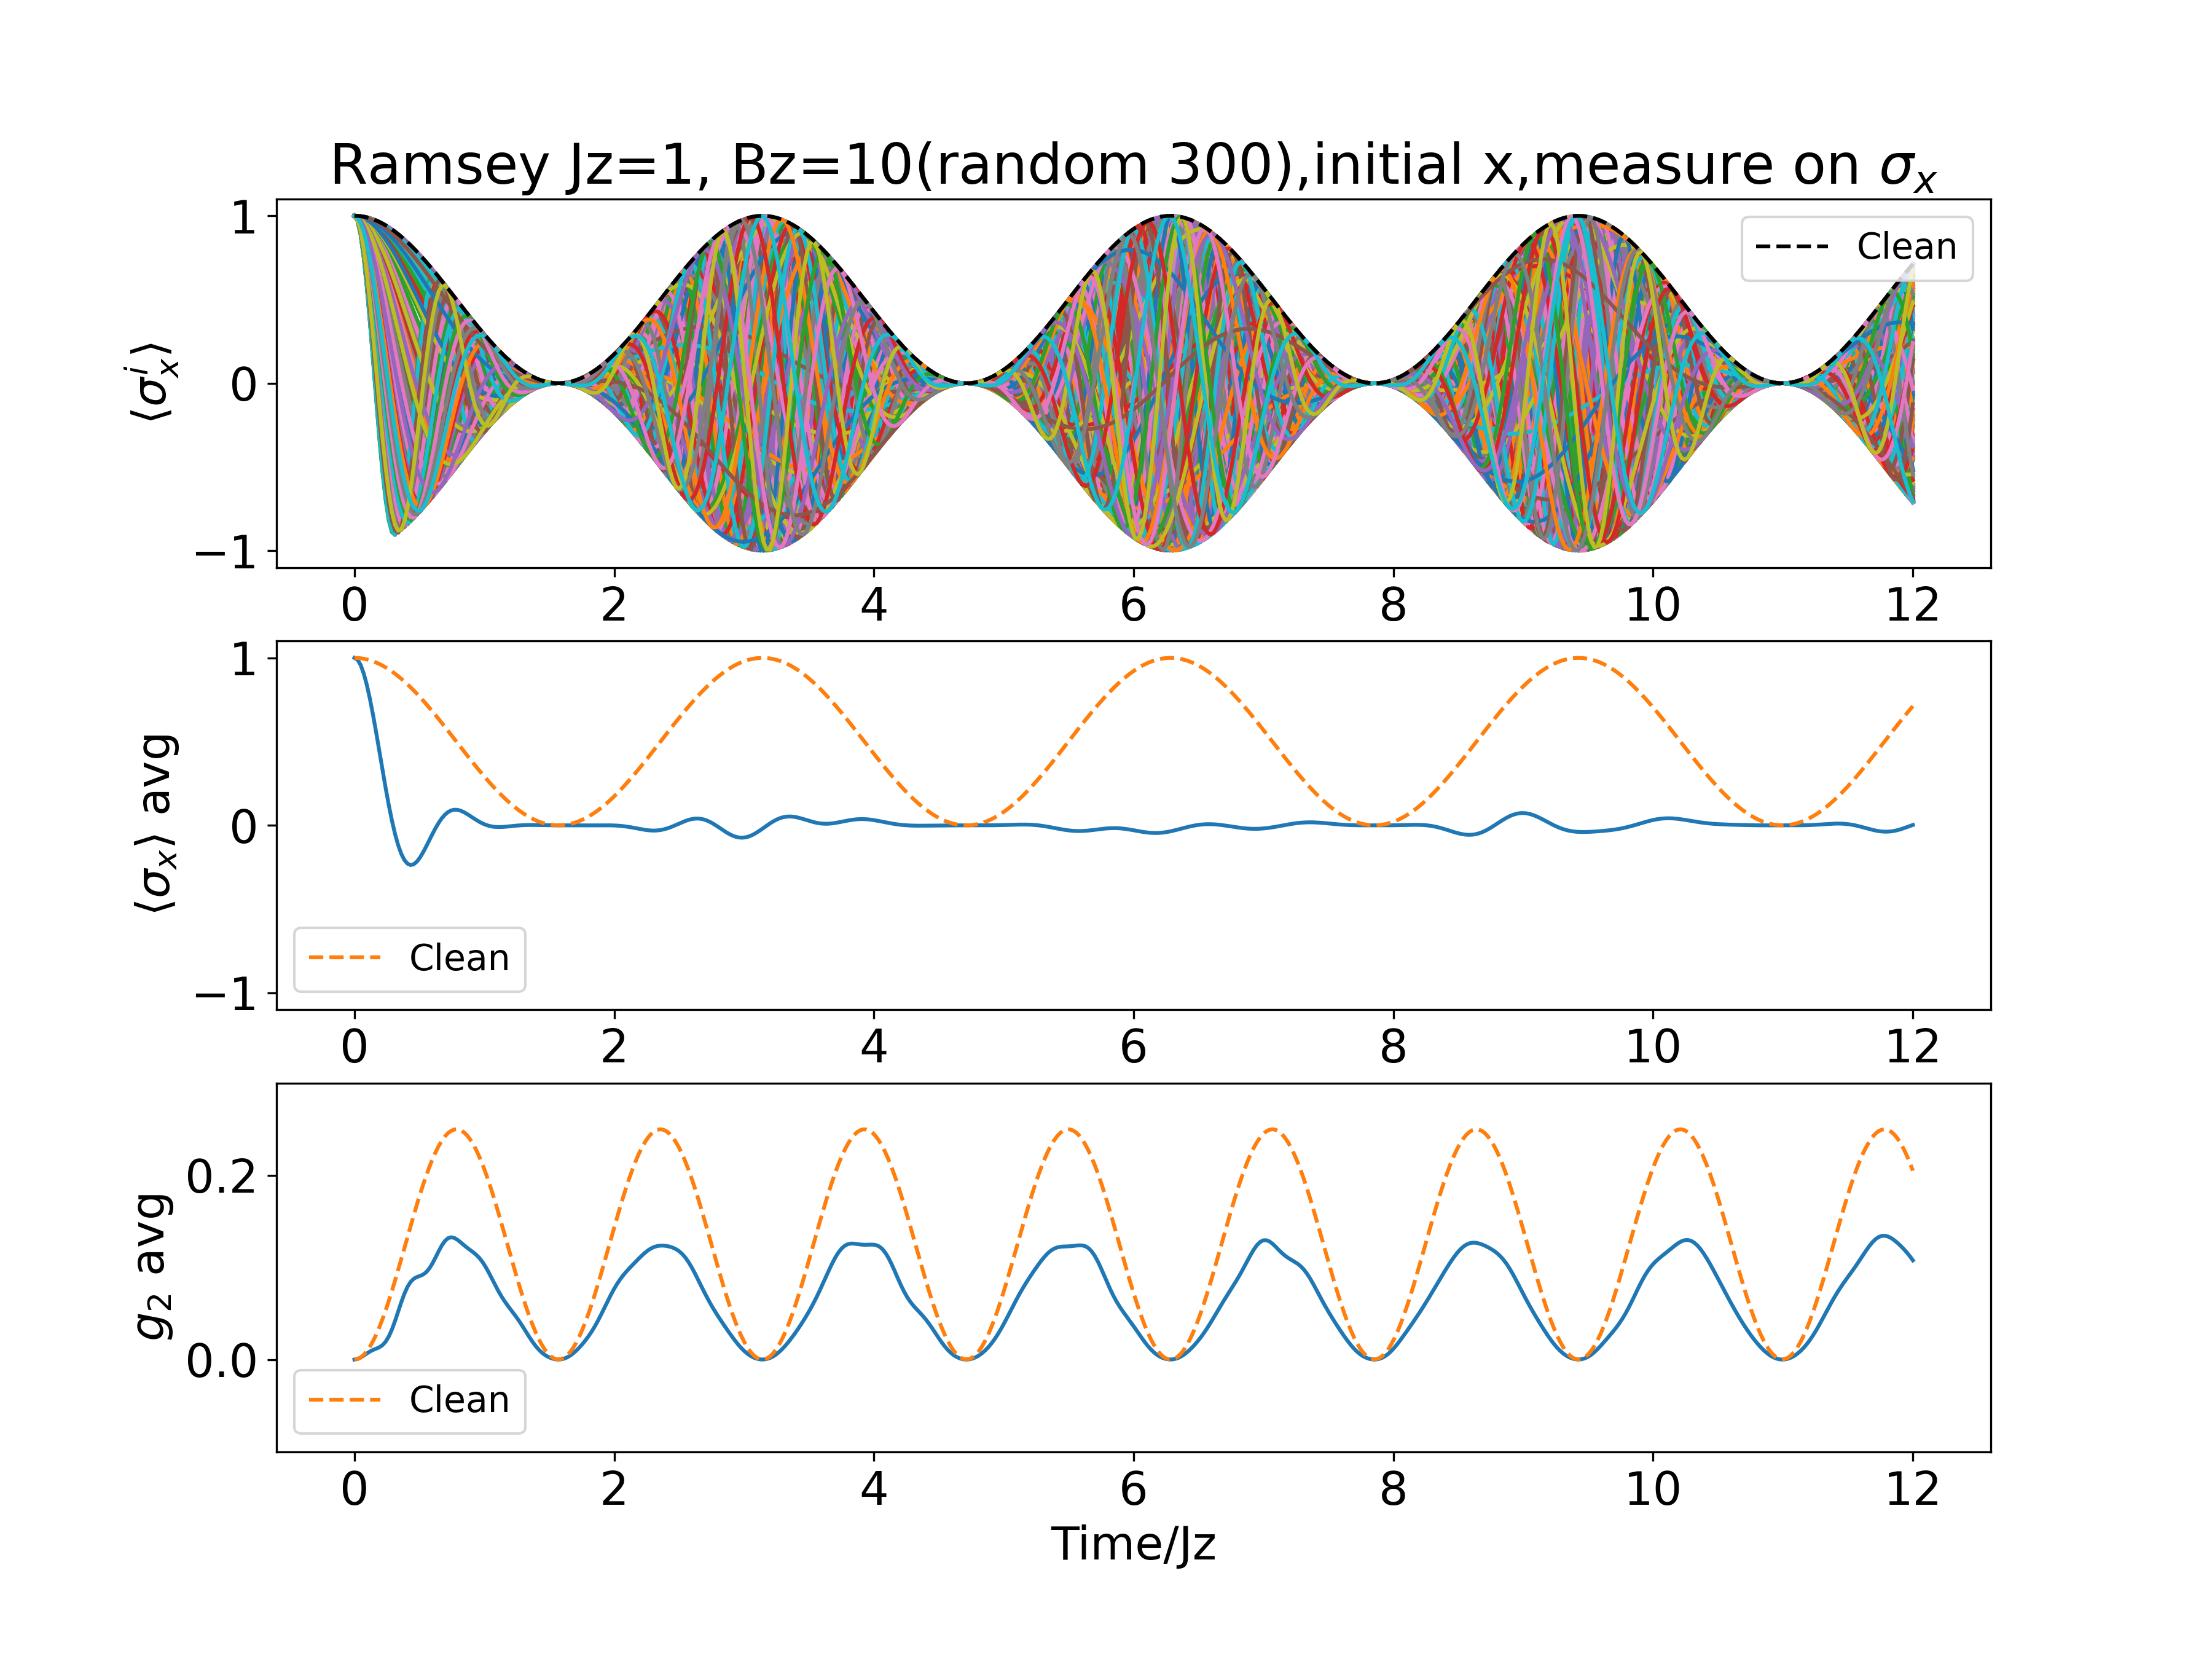 Ramsey Jz=1, Bz=10(random 300),initial x,measure on σₓ
⟨σₓⁱ⟩
1
0
−1
Clean
0 2 4 6 8 10 12
⟨σₓ⟩ avg
1
0
−1
Clean
0 2 4 6 8 10 12
g₂ avg
0.2
0.0
Clean
0 2 4 6 8 10 12
Time/Jz